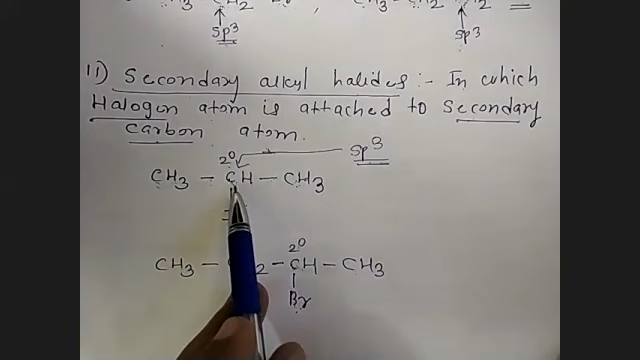 sp³
sp³
11) Secondary alkyl halides :- In which
Halogen atom is attached to Secondary
carbon atom.
2° sp³
CH₃ — CH — CH₃
2°
CH₃ — — CH — CH₃
Br